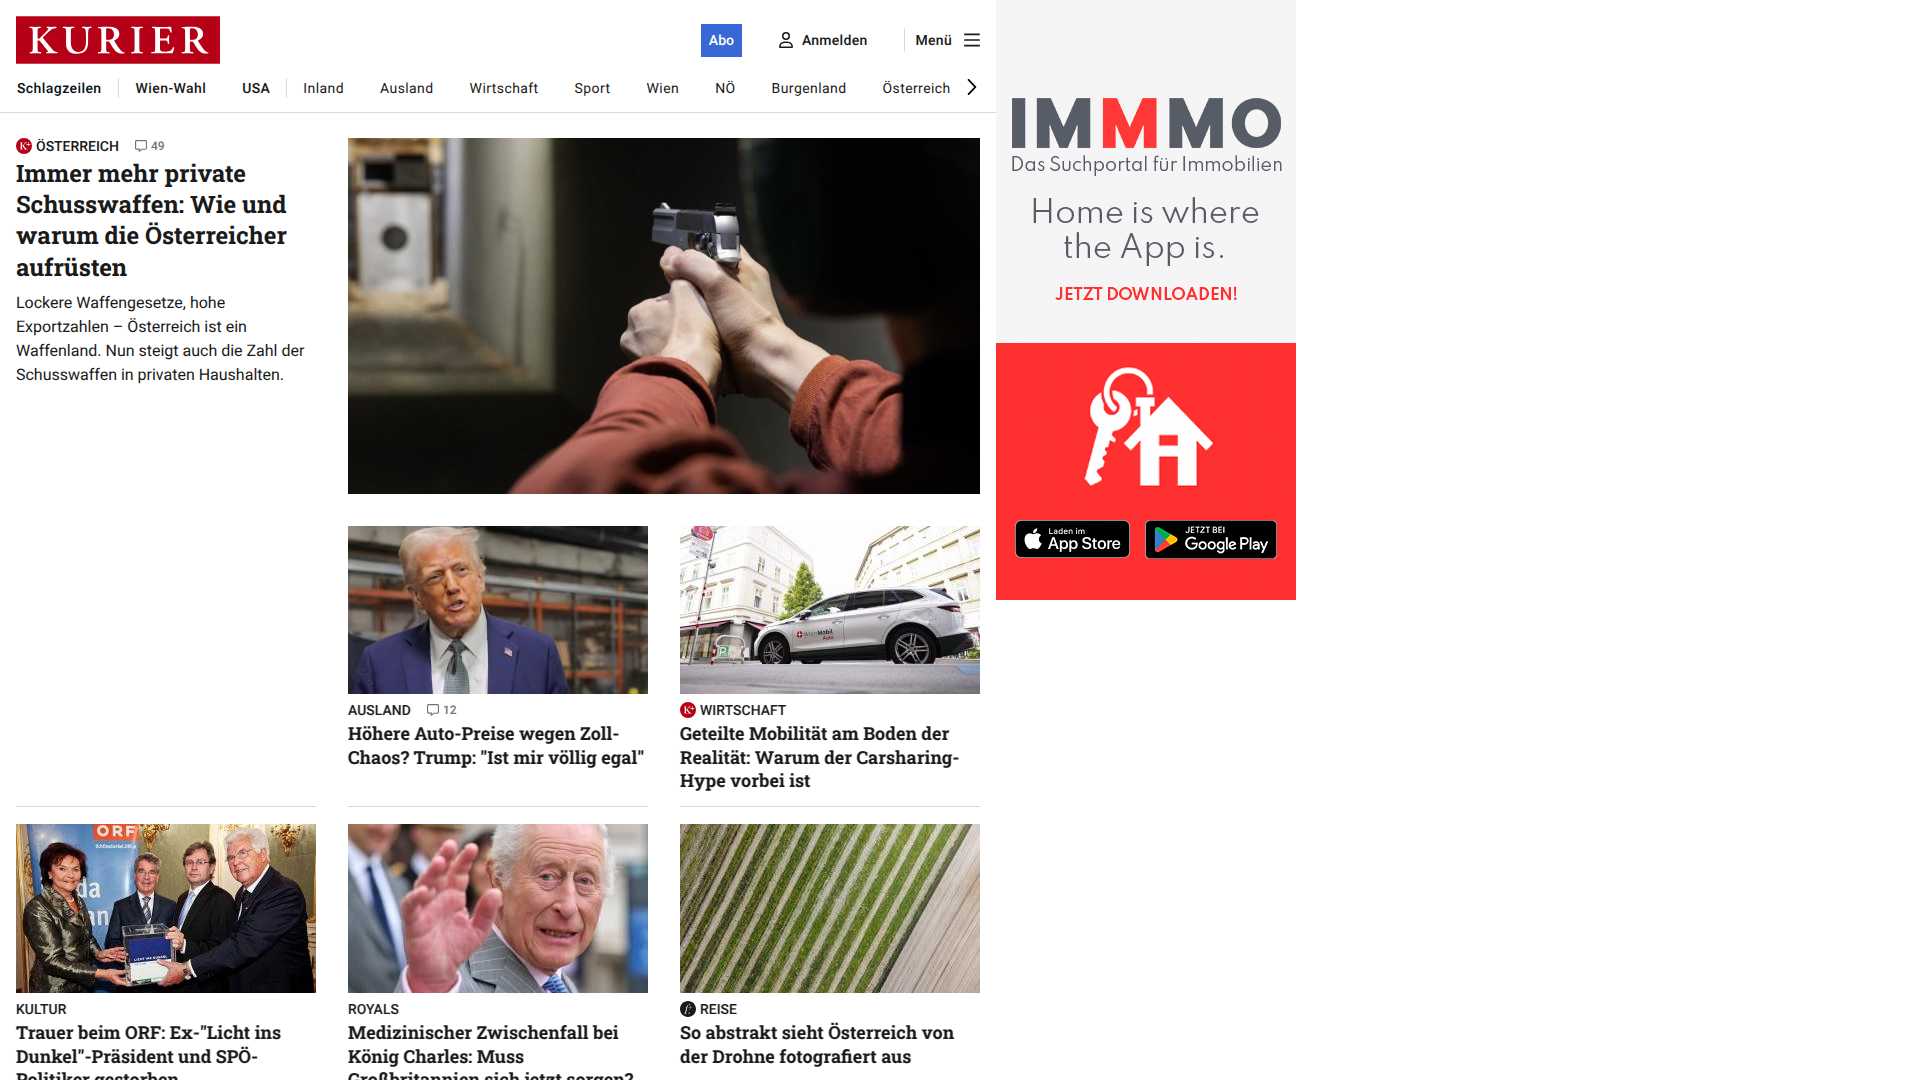 KURIER
Abo
Anmelden
Menü
Schlagzeilen
Wien-Wahl
USA
Inland
Ausland
Wirtschaft
Sport
Wien
NÖ
Burgenland
Österreich
K+ ÖSTERREICH 49
Immer mehr private
Schusswaffen: Wie und
warum die Österreicher
aufrüsten
Lockere Waffengesetze, hohe
Exportzahlen – Österreich ist ein
Waffenland. Nun steigt auch die Zahl der
Schusswaffen in privaten Haushalten.
AUSLAND 12
Höhere Auto-Preise wegen Zoll-
Chaos? Trump: "Ist mir völlig egal"
K+ WIRTSCHAFT
Geteilte Mobilität am Boden der
Realität: Warum der Carsharing-
Hype vorbei ist
ORF
KULTUR
Trauer beim ORF: Ex-"Licht ins
Dunkel"-Präsident und SPÖ-
Politiker gestorben
ROYALS
Medizinischer Zwischenfall bei
König Charles: Muss
Großbritannien sich jetzt sorgen?
REISE
So abstrakt sieht Österreich von
der Drohne fotografiert aus
IMMMO
Das Suchportal für Immobilien
Home is where
the App is.
JETZT DOWNLOADEN!
Laden im
App Store
JETZT BEI
Google Play